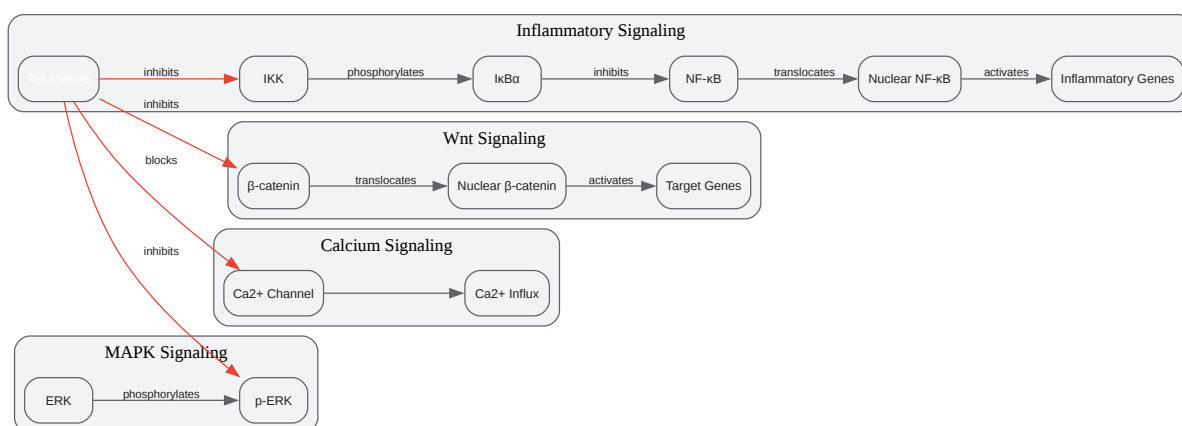 Inflammatory Signaling
Tetrandrine
inhibits
IKK
phosphorylates
IκBα
inhibits
NF-κB
translocates
Nuclear NF-κB
activates
Inflammatory Genes
inhibits
Wnt Signaling
β-catenin
translocates
Nuclear β-catenin
activates
Target Genes
blocks
Calcium Signaling
Ca2+ Channel
Ca2+ Influx
inhibits
MAPK Signaling
ERK
phosphorylates
p-ERK